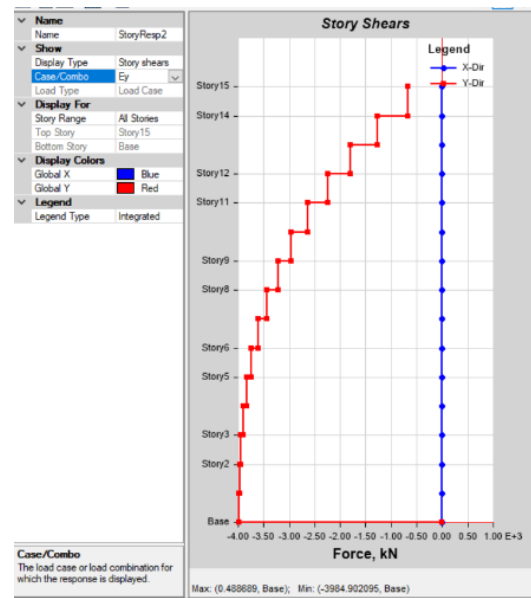 Name
Name StoryResp2
Show
Display Type Story shears
Case/Combo Ey
Load Type Load Case
Display For
Story Range All Stories
Top Story Story15
Bottom Story Base
Display Colors
Global X Blue
Global Y Red
Legend
Legend Type Integrated
Case/Combo
The load case or load combination for
which the response is displayed.
Story Shears
Legend
X-Dir
Y-Dir
Story15
Story14
Story12
Story11
Story9
Story8
Story6
Story5
Story3
Story2
Base
-4.00 -3.50 -3.00 -2.50 -2.00 -1.50 -1.00 -0.50 0.00 0.50 1.00 E+3
Force, kN
Max: (0.488689, Base); Min: (-3984.902095, Base)